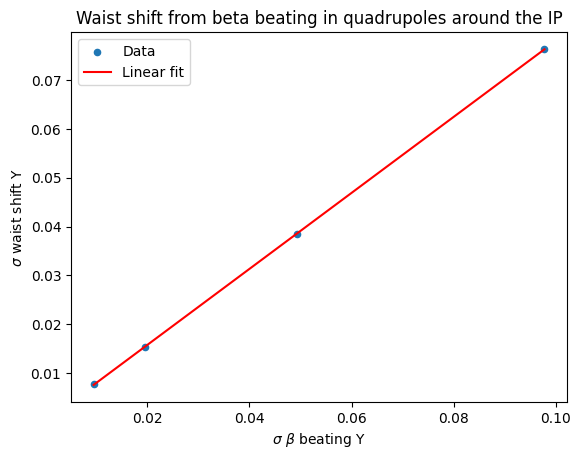 Waist shift from beta beating in quadrupoles around the IP
Data
Linear fit
σ waist shift Y
0.07
0.06
0.05
0.04
0.03
0.02
0.01
0.02
0.04
0.06
0.08
0.10
σ β beating Y